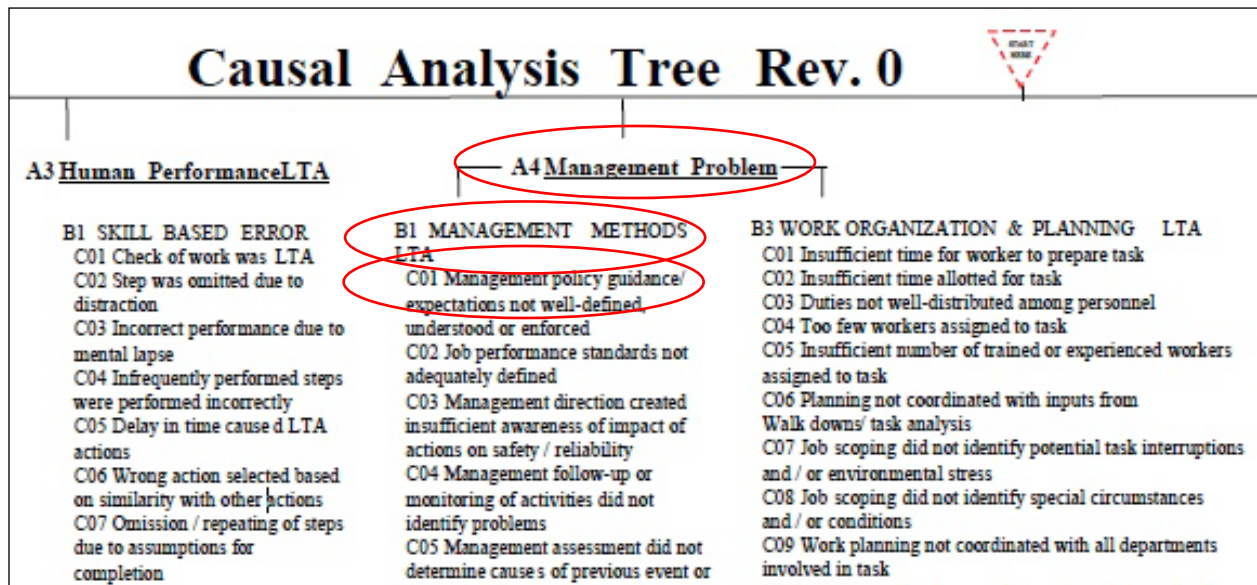 Causal Analysis Tree Rev. 0
START
HERE
A3 Human PerformanceLTA
B1 SKILL BASED ERROR
C01 Check of work was LTA
C02 Step was omitted due to
distraction
C03 Incorrect performance due to
mental lapse
C04 Infrequently performed steps
were performed incorrectly
C05 Delay in time caused LTA
actions
C06 Wrong action selected based
on similarity with other actions
C07 Omission / repeating of steps
due to assumptions for
completion
A4 Management Problem
B1 MANAGEMENT METHODS
LTA
C01 Management policy guidance/
expectations not well-defined,
understood or enforced
C02 Job performance standards not
adequately defined
C03 Management direction created
insufficient awareness of impact of
actions on safety / reliability
C04 Management follow-up or
monitoring of activities did not
identify problems
C05 Management assessment did not
determine causes of previous event or
B3 WORK ORGANIZATION & PLANNING LTA
C01 Insufficient time for worker to prepare task
C02 Insufficient time allotted for task
C03 Duties not well-distributed among personnel
C04 Too few workers assigned to task
C05 Insufficient number of trained or experienced workers
assigned to task
C06 Planning not coordinated with inputs from
Walk downs/ task analysis
C07 Job scoping did not identify potential task interruptions
and / or environmental stress
C08 Job scoping did not identify special circumstances
and / or conditions
C09 Work planning not coordinated with all departments
involved in task